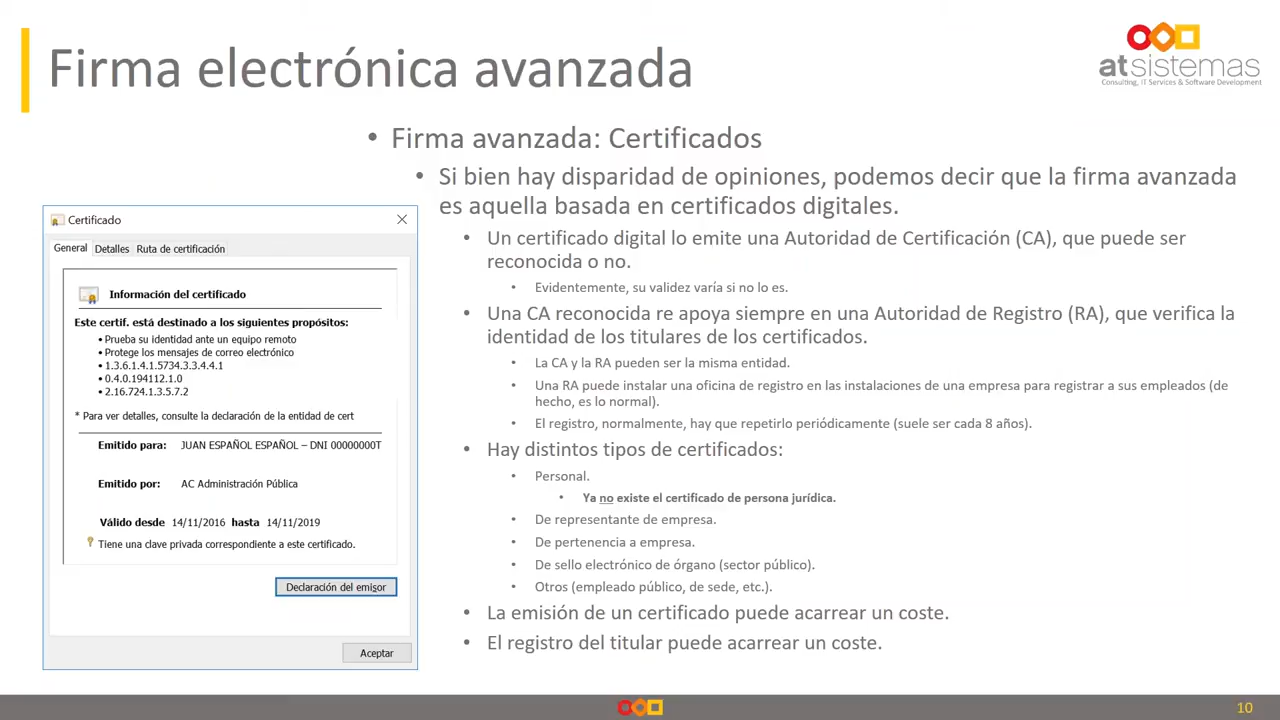 Firma electrónica avanzada
atsistemas
Consulting, IT Services & Software Development
• Firma avanzada: Certificados
• Si bien hay disparidad de opiniones, podemos decir que la firma avanzada
es aquella basada en certificados digitales.
• Un certificado digital lo emite una Autoridad de Certificación (CA), que puede ser
reconocida o no.
• Evidentemente, su validez varía si no lo es.
• Una CA reconocida re apoya siempre en una Autoridad de Registro (RA), que verifica la
identidad de los titulares de los certificados.
• La CA y la RA pueden ser la misma entidad.
• Una RA puede instalar una oficina de registro en las instalaciones de una empresa para registrar a sus empleados (de
hecho, es lo normal).
• El registro, normalmente, hay que repetirlo periódicamente (suele ser cada 8 años).
• Hay distintos tipos de certificados:
• Personal.
• Ya no existe el certificado de persona jurídica.
• De representante de empresa.
• De pertenencia a empresa.
• De sello electrónico de órgano (sector público).
• Otros (empleado público, de sede, etc.).
• La emisión de un certificado puede acarrear un coste.
• El registro del titular puede acarrear un coste.
Certificado
General Detalles Ruta de certificación
Información del certificado
Este certif. está destinado a los siguientes propósitos:
• Prueba su identidad ante un equipo remoto
• Protege los mensajes de correo electrónico
• 1.3.6.1.4.1.5734.3.3.4.4.1
• 0.4.0.194112.1.0
• 2.16.724.1.3.5.7.2
* Para ver detalles, consulte la declaración de la entidad de cert
Emitido para: JUAN ESPAÑOL ESPAÑOL – DNI 00000000T
Emitido por: AC Administración Pública
Válido desde 14/11/2016 hasta 14/11/2019
Tiene una clave privada correspondiente a este certificado.
Declaración del emisor
Aceptar
10